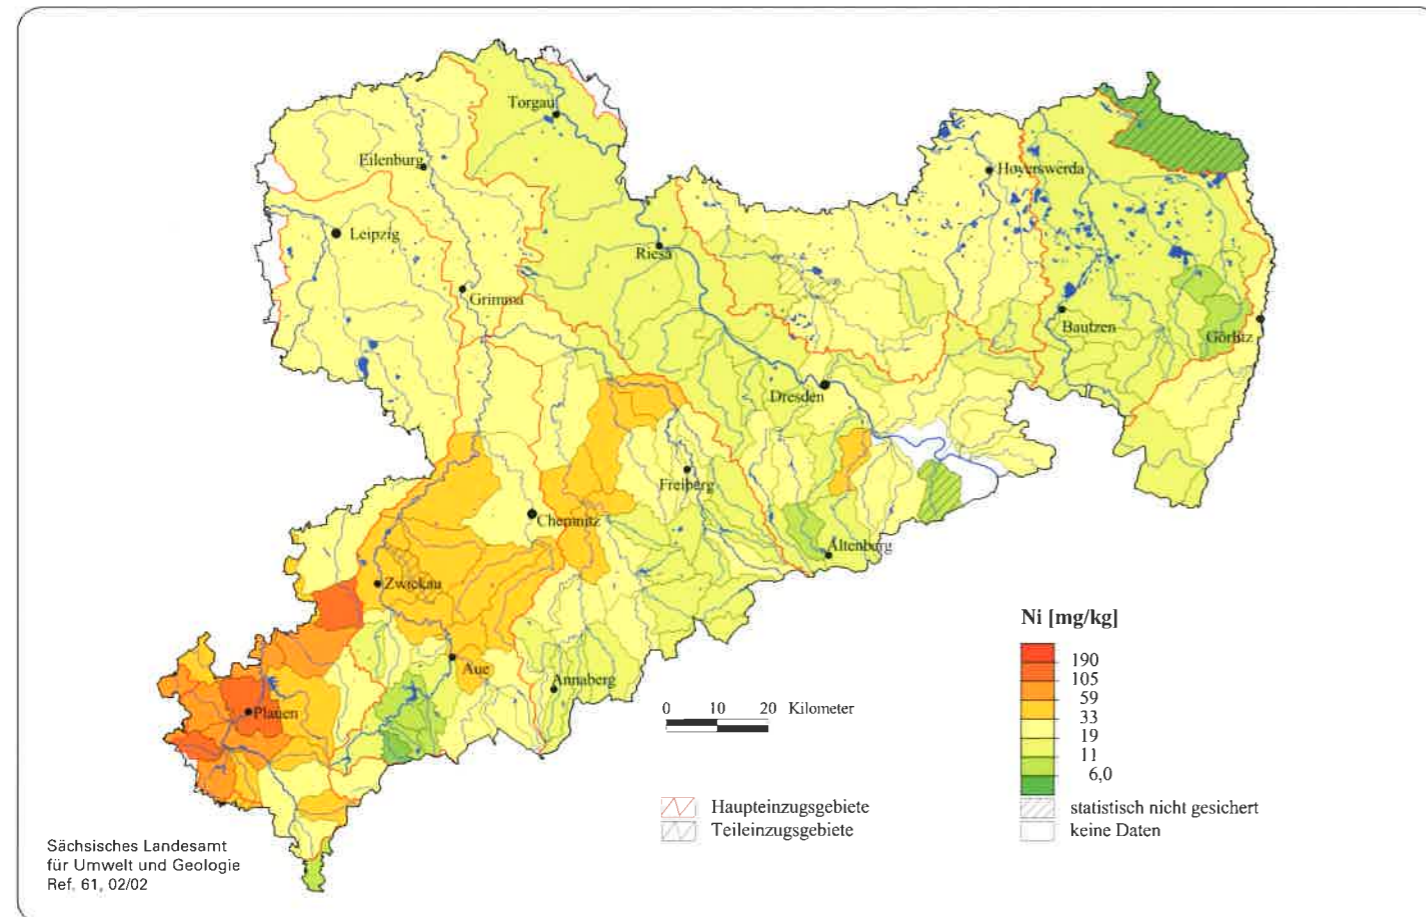 Torgau
Eilenburg
Hoyerswerda
Leipzig
Riesa
Grimma
Bautzen
Görlitz
Dresden
Freiberg
Chemnitz
Altenburg
Zwickau
Aue
Annaberg
Plauen
Ni [mg/kg]
190
105
59
33
19
11
6,0
0 10 20 Kilometer
Haupteinzugsgebiete
Teileinzugsgebiete
statistisch nicht gesichert
keine Daten
Sächsisches Landesamt
für Umwelt und Geologie
Ref. 61, 02/02